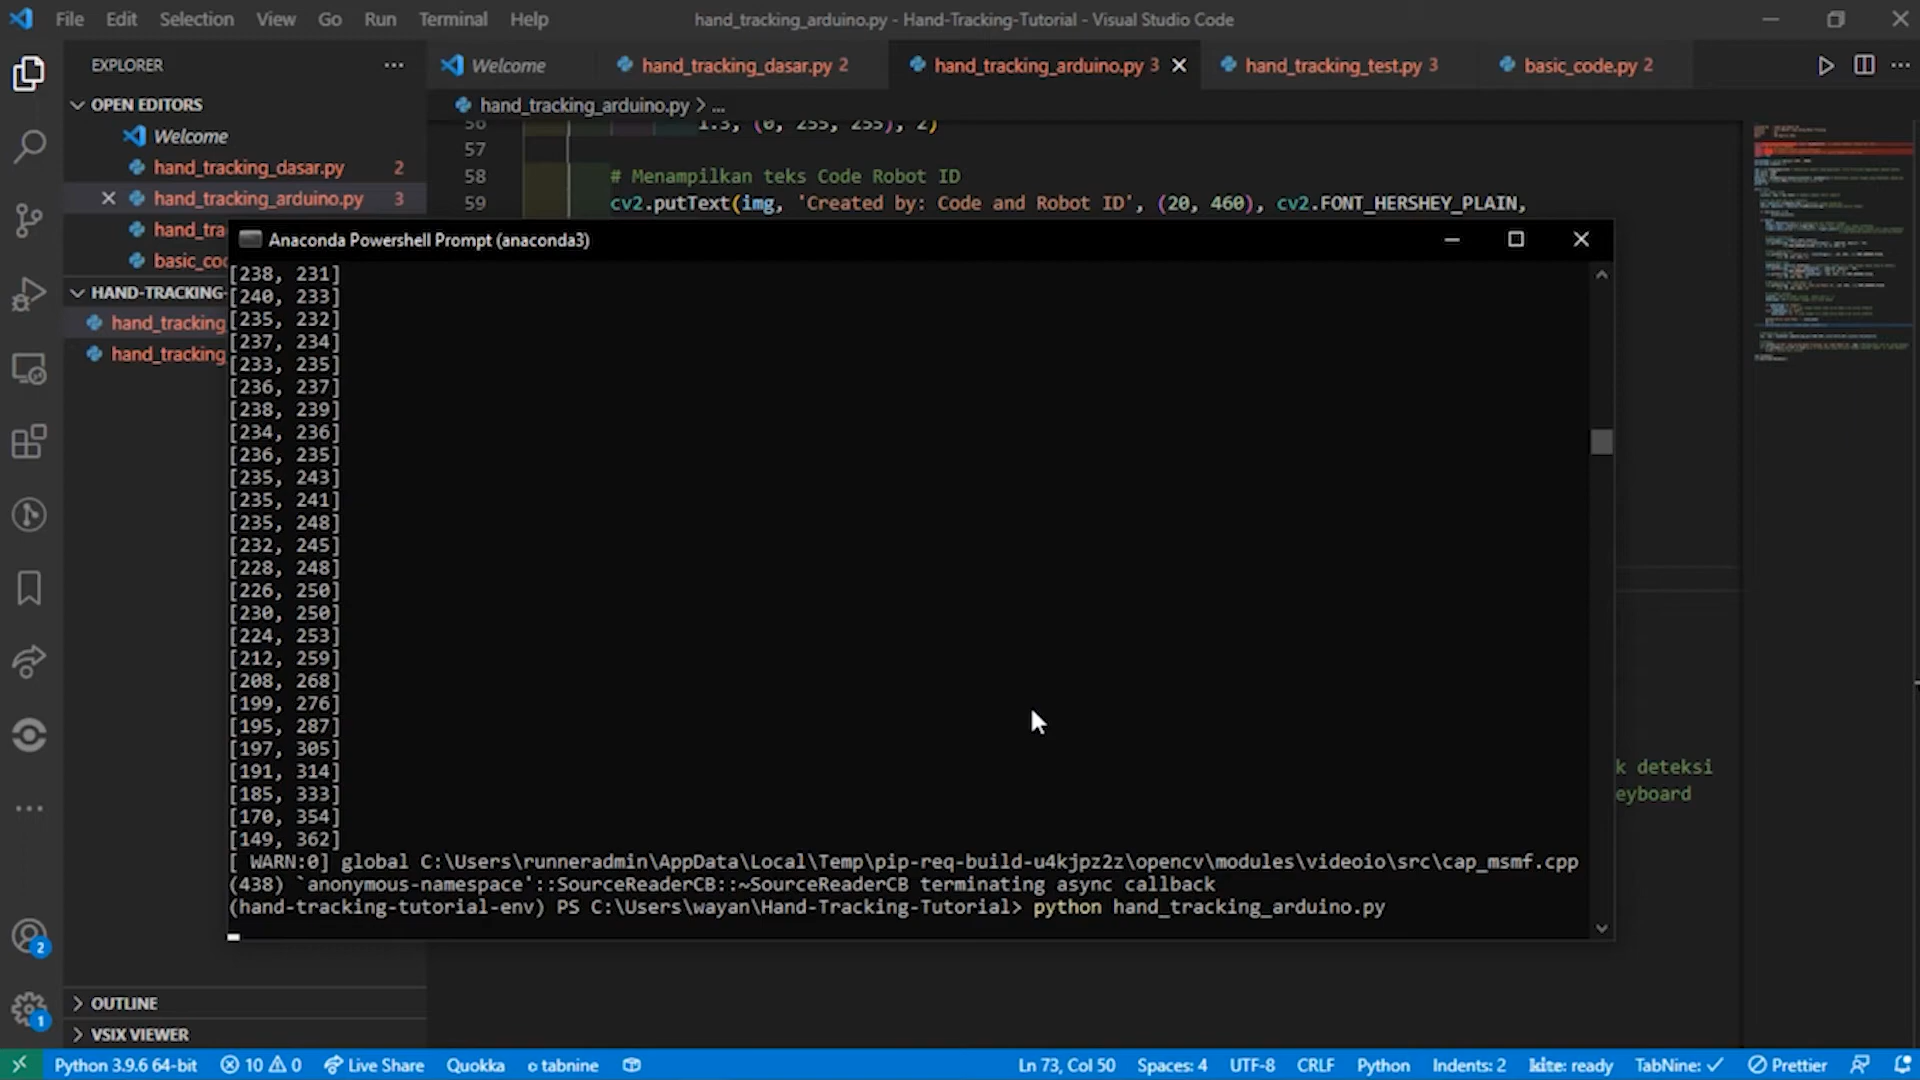 File Edit Selection View Go Run Terminal Help
hand_tracking_arduino.py - Hand-Tracking-Tutorial - Visual Studio Code
EXPLORER
Welcome
hand_tracking_dasar.py 2
hand_tracking_arduino.py 3
hand_tracking_test.py 3
basic_code.py 2
OPEN EDITORS
hand_tracking_arduino.py > ...
Welcome
hand_tracking_dasar.py 2
hand_tracking_arduino.py 3
hand_tra
basic_co
HAND-TRACKING-
hand_tracking
hand_tracking
56 1.3, (0, 255, 255), 2)
57
58 # Menampilkan teks Code Robot ID
59 cv2.putText(img, 'Created by: Code and Robot ID', (20, 460), cv2.FONT_HERSHEY_PLAIN,
Anaconda Powershell Prompt (anaconda3)
[238, 231]
[240, 233]
[235, 232]
[237, 234]
[233, 235]
[236, 237]
[238, 239]
[234, 236]
[236, 235]
[235, 243]
[235, 241]
[235, 248]
[232, 245]
[228, 248]
[226, 250]
[230, 250]
[224, 253]
[212, 259]
[208, 268]
[199, 276]
[195, 287]
[197, 305]
[191, 314]
[185, 333]
[170, 354]
[149, 362]
[ WARN:0] global C:\Users\runneradmin\AppData\Local\Temp\pip-req-build-u4kjpz2z\opencv\modules\videoio\src\cap_msmf.cpp
(438) `anonymous-namespace'::SourceReaderCB::~SourceReaderCB terminating async callback
(hand-tracking-tutorial-env) PS C:\Users\wayan\Hand-Tracking-Tutorial> python hand_tracking_arduino.py
k deteksi
eyboard
2
1
OUTLINE
VSIX VIEWER
Python 3.9.6 64-bit 10 0 Live Share Quokka tabnine Ln 73, Col 50 Spaces: 4 UTF-8 CRLF Python Indents: 2 kite: ready TabNine: ✓ Prettier